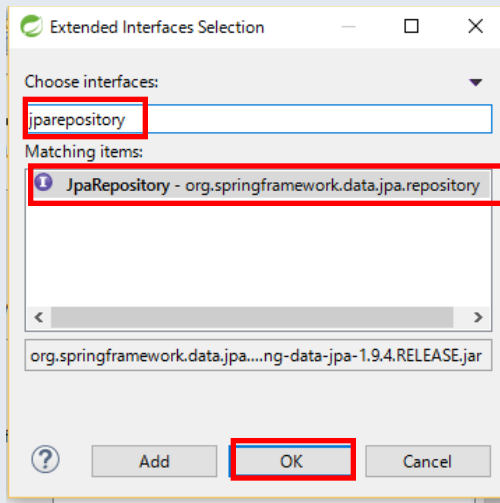 Extended Interfaces Selection
Choose interfaces:
jparepository
Matching items:
JpaRepository - org.springframework.data.jpa.repository
org.springframework.data.jpa....ng-data-jpa-1.9.4.RELEASE.jar
Add
OK
Cancel